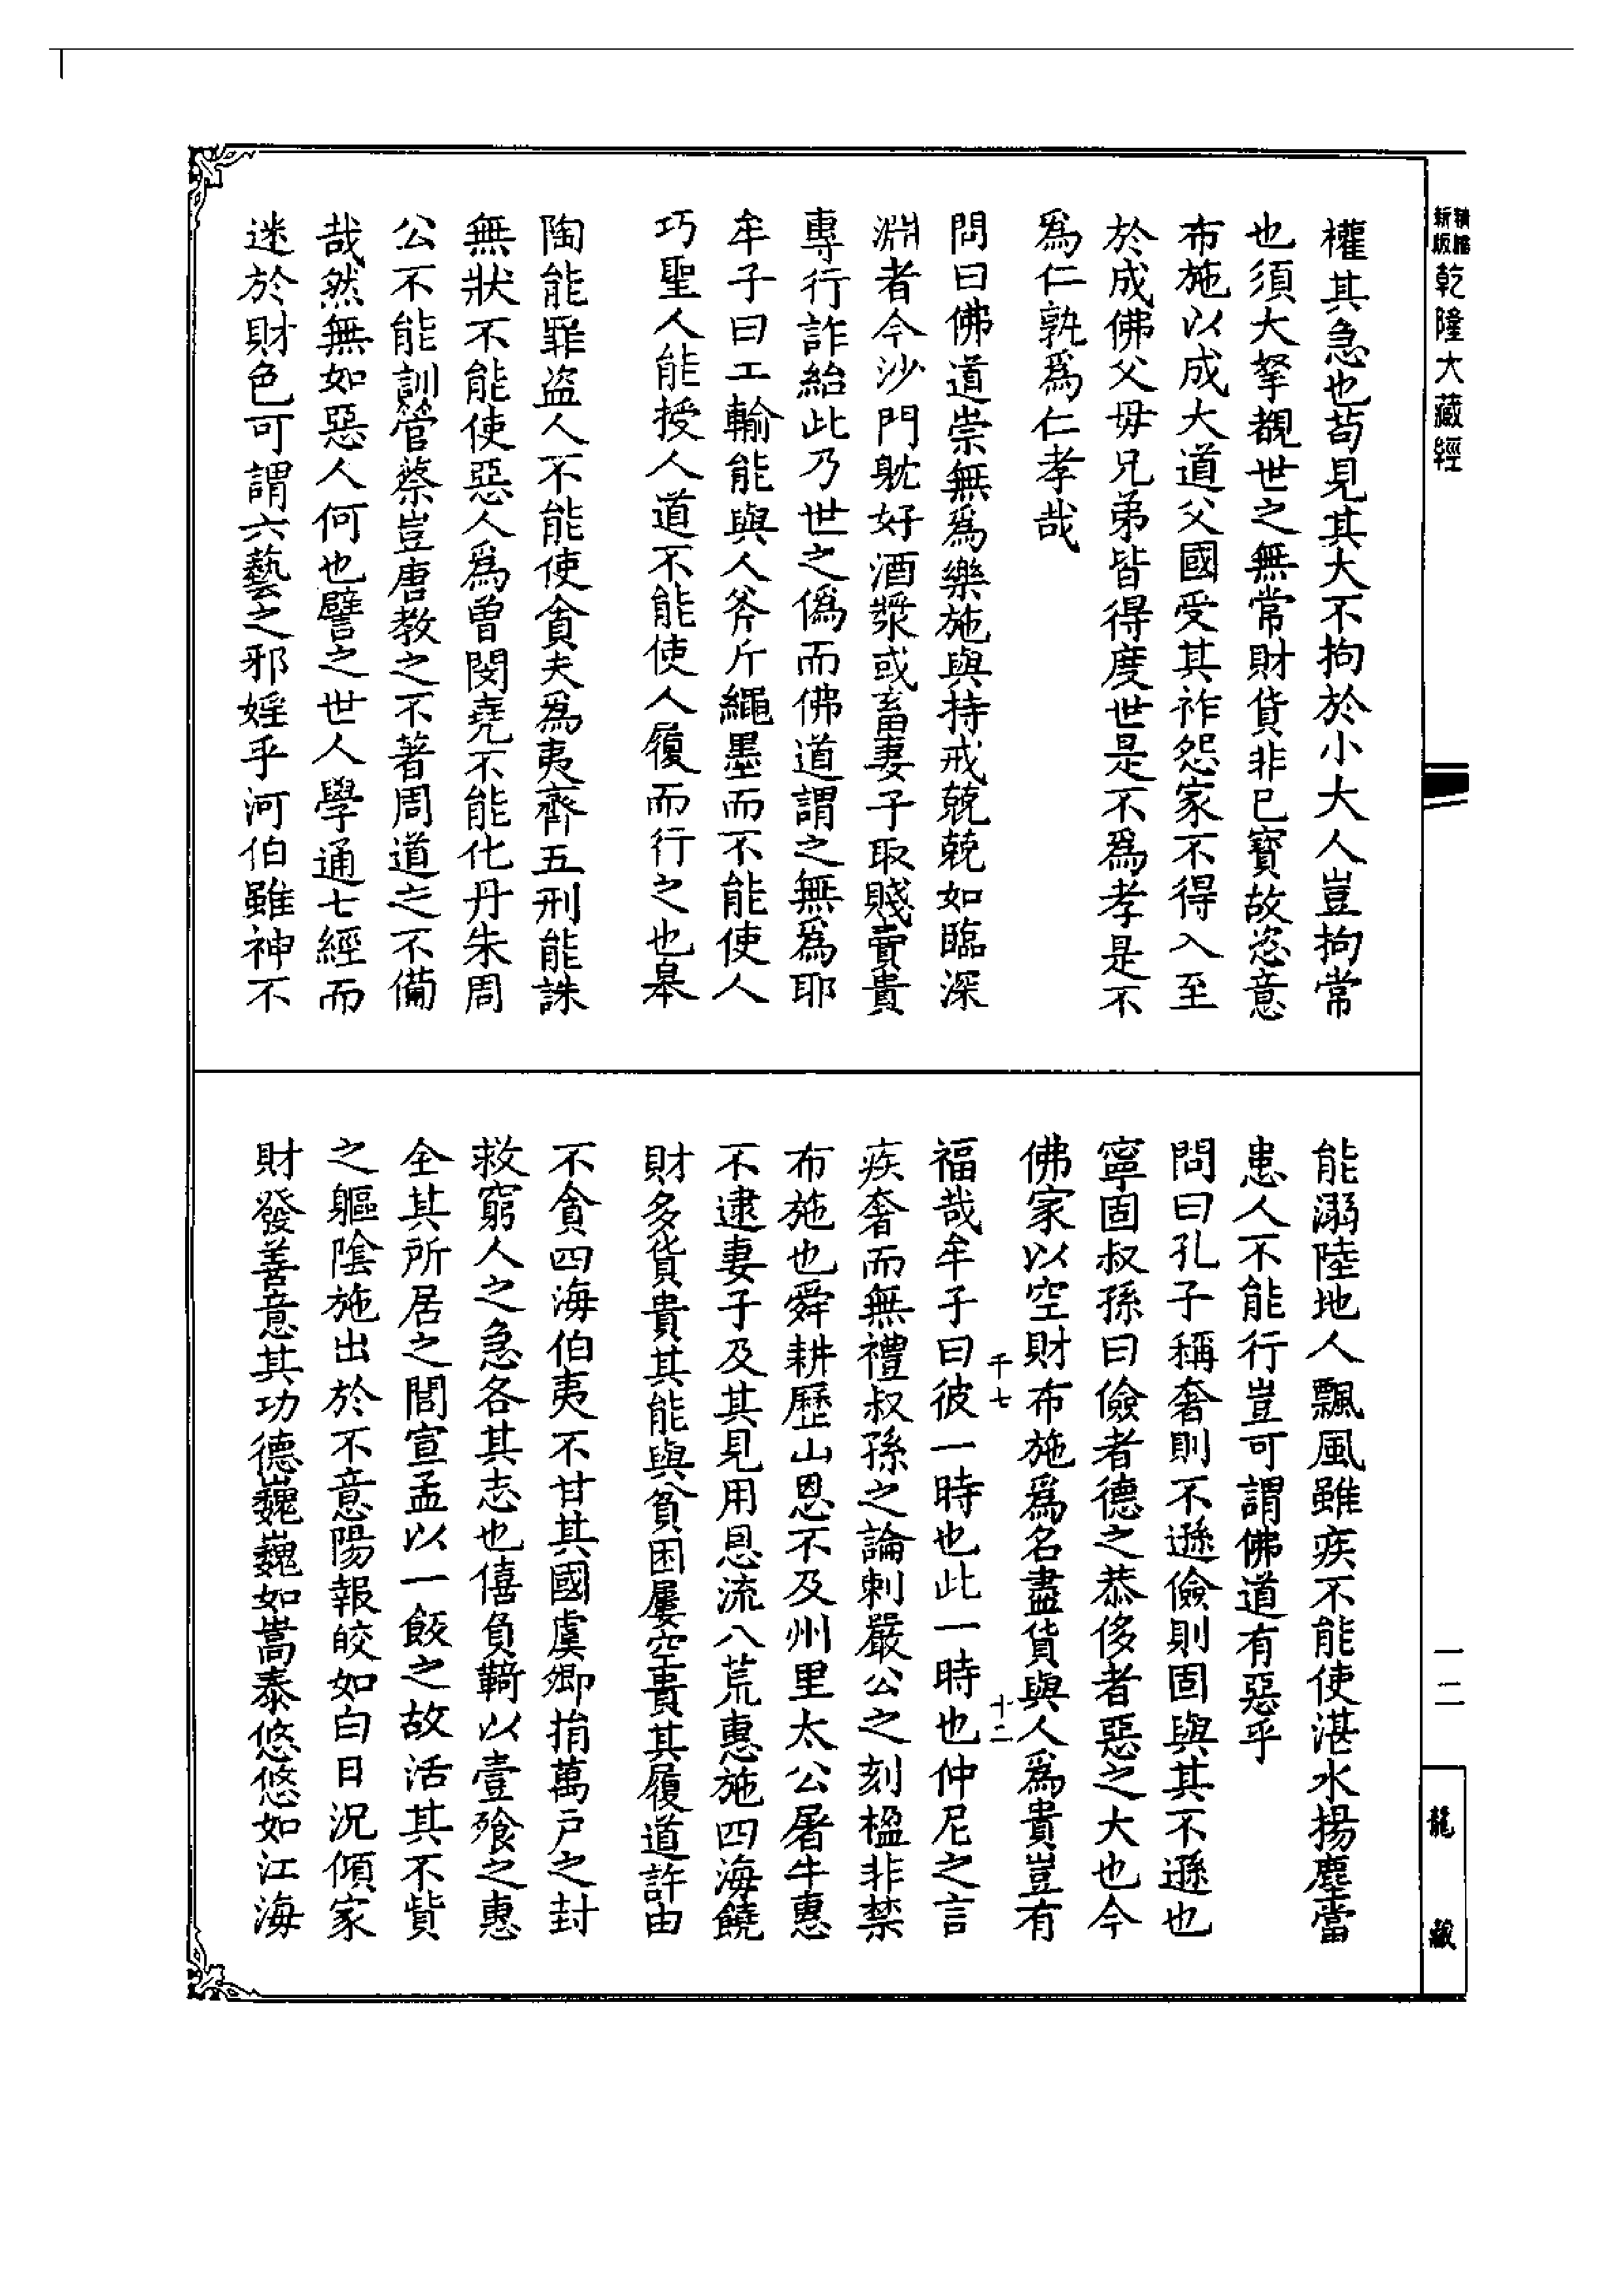 新版
乾隆大藏經
權其急也苟見其大不拘於小大人豈拘常
也須大拏覩世之無常財貨非已寶故恣意
布施以成大道父國受其祚怨家不得入至
於成佛父毋兄弟皆得度世是不爲孝是不
爲仁孰爲仁孝哉
問曰佛道崇無爲樂施與持戒兢兢如臨深
淵者今沙門躭好酒漿或畜妻子取賤賣貴
專行詐紿此乃世之僞而佛道謂之無爲耶
牟子曰工輸能與人斧斤繩墨而不能使人
巧聖人能授人道不能使人履而行之也臯
陶能罪盜人不能使貪夫爲夷齊五刑能誅
無狀不能使惡人爲曾閔堯不能化丹朱周
公不能訓管蔡豈唐教之不著周道之不備
哉然無如惡人何也譬之世人學通七經而
迷於財色可謂六藝之邪婬乎河伯雖神不
能溺陸地人飄風雖疾不能使湛水揚塵當
患人不能行豈可謂佛道有惡乎
問曰孔子稱奢則不遜儉則固與其不遜也
寧固叔孫曰儉者德之恭侈者惡之大也今
佛家以空財布施爲名盡貨與人爲貴豈有
千七
十二
福哉牟子曰彼一時也此一時也仲尼之言
疾奢而無禮叔孫之論刺嚴公之刻楹非禁
布施也舜耕歷山恩不及州里太公屠牛惠
不逮妻子及其見用恩流八荒惠施四海饒
財多貨貴其能與貧困屢空貴其履道許由
不貪四海伯夷不甘其國虞卿捐萬戶之封
救窮人之急各其志也僖負羇以壹飱之惠
全其所居之閭宣孟以一飯之故活其不貲
之軀陰施出於不意陽報皎如白日況傾家
財發善意其功德巍巍如嵩泰悠悠如江海
一二
龍藏